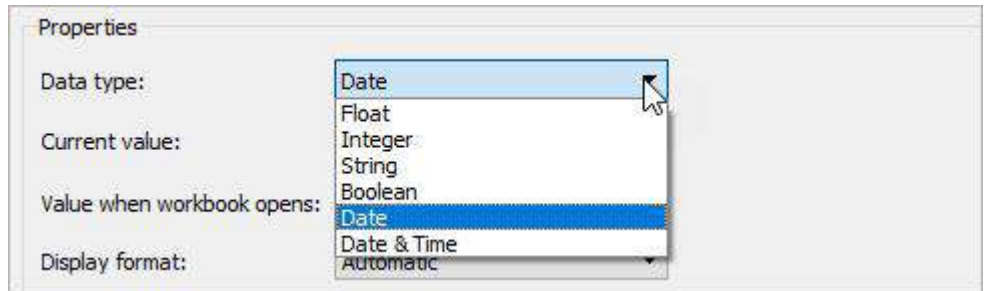 Properties
Data type: Date
Float
Integer
Current value:
String
Boolean
Value when workbook opens:
Date
Date & Time
Display format: Automatic